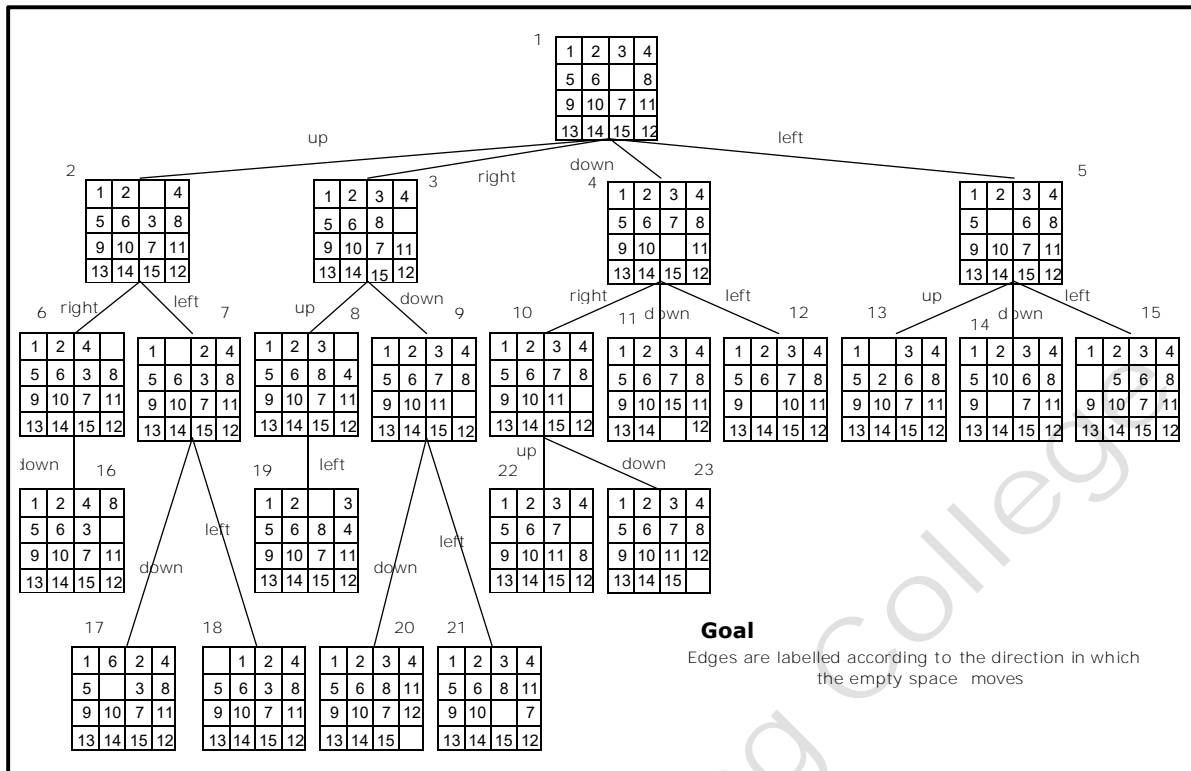 1
1 2 3 4
5 6 8
9 10 7 11
13 14 15 12
up
right
down
left
2
1 2 4
5 6 3 8
9 10 7 11
13 14 15 12
3
1 2 3 4
5 6 8
9 10 7 11
13 14 15 12
4
1 2 3 4
5 6 7 8
9 10 11
13 14 15 12
5
1 2 3 4
5 6 8
9 10 7 11
13 14 15 12
right
left
up
down
right
down
left
up
down
left
6
1 2 4
5 6 3 8
9 10 7 11
13 14 15 12
7
1 2 4
5 6 3 8
9 10 7 11
13 14 15 12
8
1 2 3
5 6 8 4
9 10 7 11
13 14 15 12
9
1 2 3 4
5 6 7 8
9 10 11
13 14 15 12
10
1 2 3 4
5 6 7 8
9 10 11
13 14 15 12
11
1 2 3 4
5 6 7 8
9 10 15 11
13 14 12
12
1 2 3 4
5 6 7 8
9 10 11
13 14 15 12
13
1 3 4
5 2 6 8
9 10 7 11
13 14 15 12
14
1 2 3 4
5 10 6 8
9 7 11
13 14 15 12
15
1 2 3 4
5 6 8
9 10 7 11
13 14 15 12
down
down
left
left
down
left
up
down
16
1 2 4 8
5 6 3
9 10 7 11
13 14 15 12
19
1 2 3
5 6 8 4
9 10 7 11
13 14 15 12
22
1 2 3 4
5 6 7
9 10 11 8
13 14 15 12
23
1 2 3 4
5 6 7 8
9 10 11 12
13 14 15
17
1 6 2 4
5 3 8
9 10 7 11
13 14 15 12
18
1 2 4
5 6 3 8
9 10 7 11
13 14 15 12
20
1 2 3 4
5 6 8 11
9 10 7 12
13 14 15
21
1 2 3 4
5 6 8 11
9 10 7
13 14 15 12
Goal
Edges are labelled according to the direction in which
the empty space moves
g College